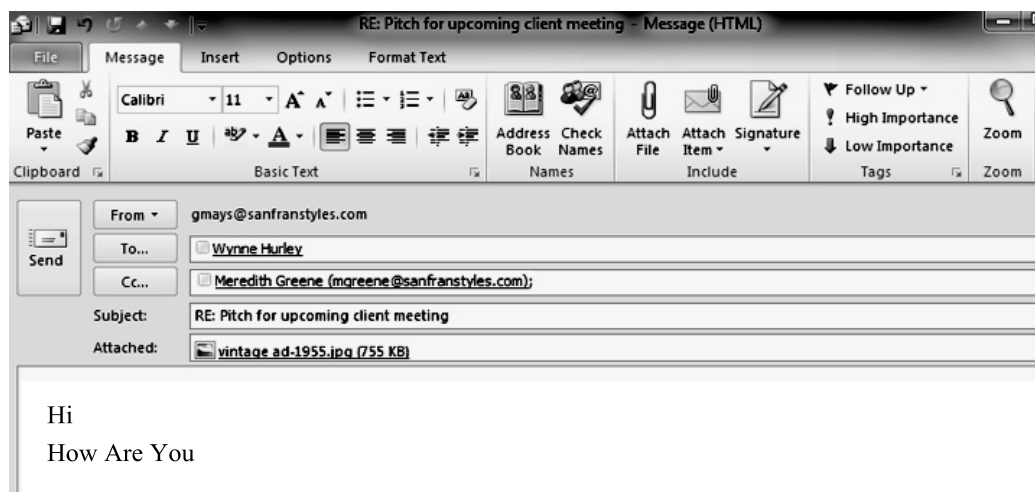 RE: Pitch for upcoming client meeting - Message (HTML)
File Message Insert Options Format Text
Calibri 11 A A Follow Up
High Importance
B I U ab A Low Importance
Paste Address Book Check Names Attach File Attach Item Signature Zoom
Clipboard Basic Text Names Include Tags Zoom
From gmays@sanfranstyles.com
Send
To... Wynne Hurley
Cc... Meredith Greene (mgreene@sanfranstyles.com);
Subject: RE: Pitch for upcoming client meeting
Attached: vintage ad-1955.jpg (755 KB)
Hi
How Are You